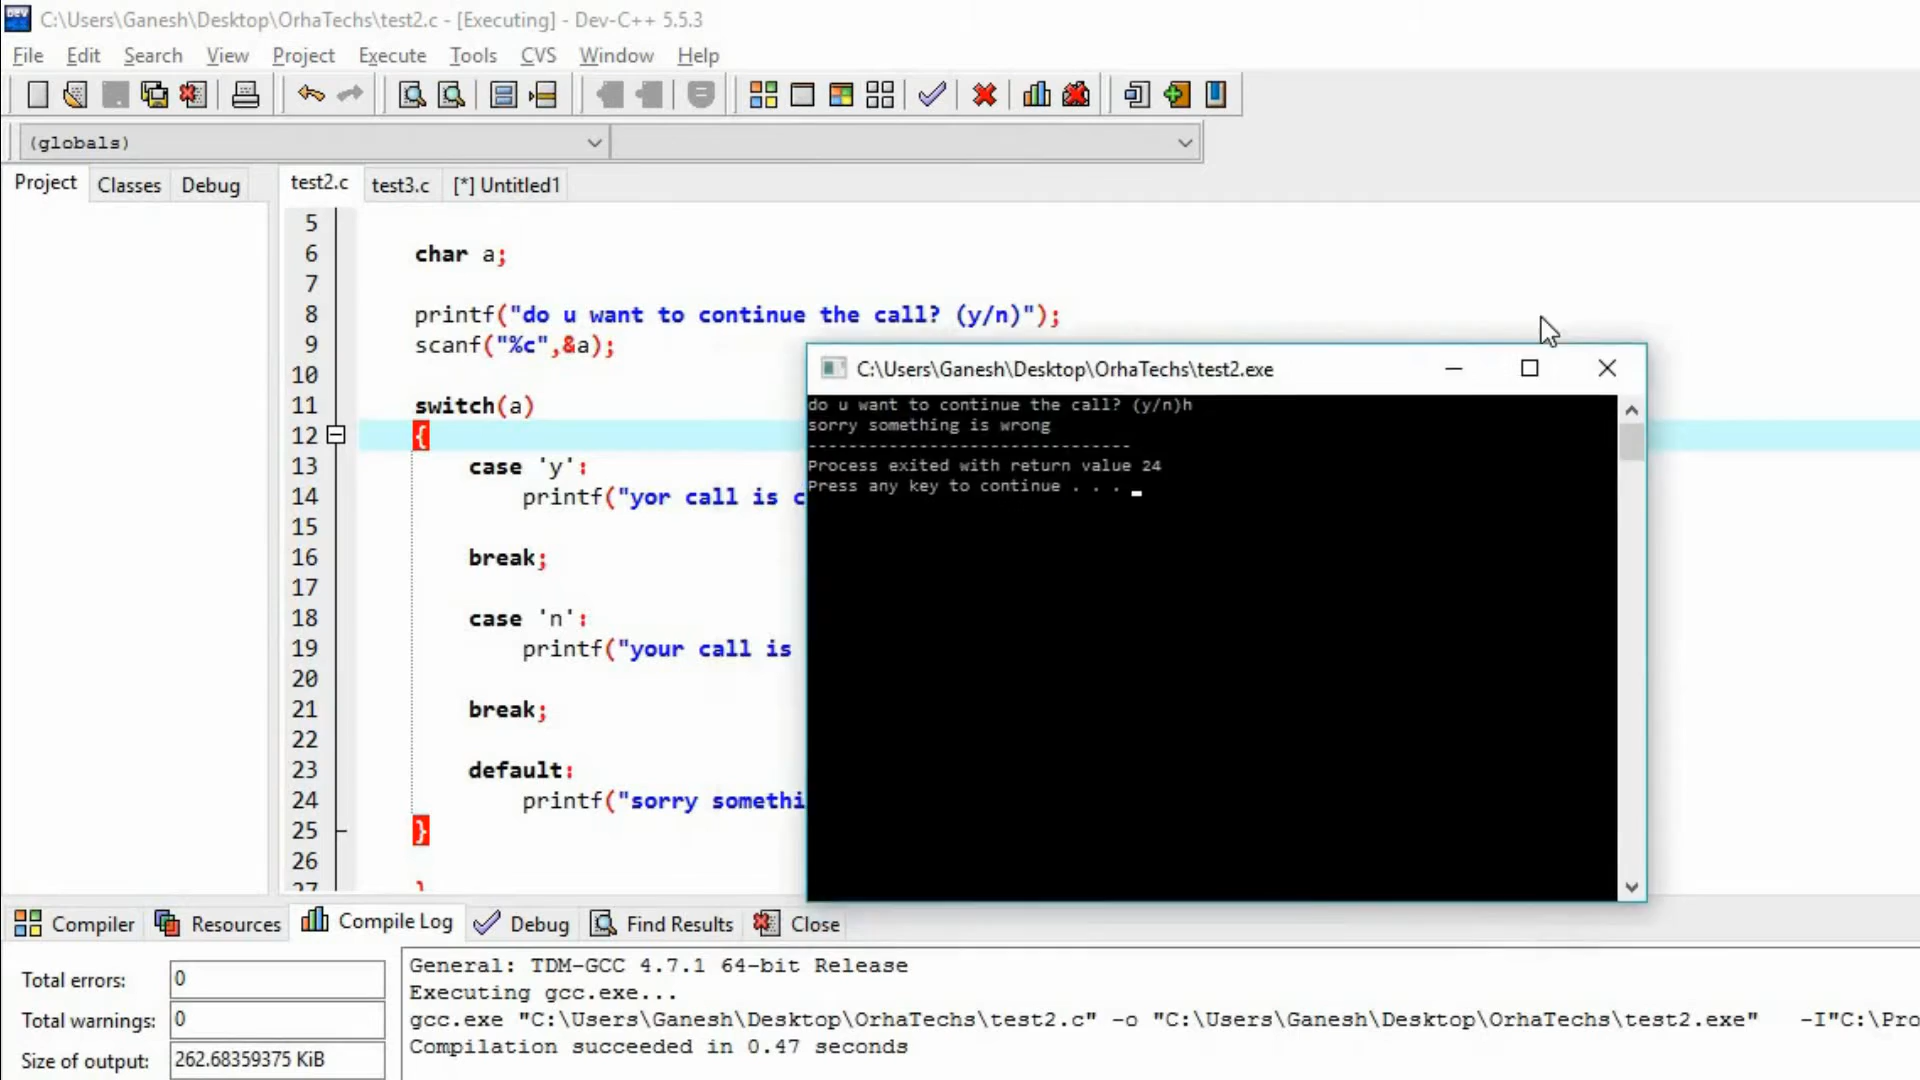 C:\Users\Ganesh\Desktop\OrhaTechs\test2.c - [Executing] - Dev-C++ 5.5.3
File Edit Search View Project Execute Tools CVS Window Help
(globals)
Project Classes Debug test2.c test3.c [*] Untitled1
5
6 char a;
7
8 printf("do u want to continue the call? (y/n)");
9 scanf("%c",&a);
10
11 switch(a)
12 {
13 case 'y':
14 printf("yor call is c
15
16 break;
17
18 case 'n':
19 printf("your call is
20
21 break;
22
23 default:
24 printf("sorry somethi
25 }
26
27 }
C:\Users\Ganesh\Desktop\OrhaTechs\test2.exe
do u want to continue the call? (y/n)h
sorry something is wrong
--------------------------------
Process exited with return value 24
Press any key to continue . . .
Compiler Resources Compile Log Debug Find Results Close
Total errors: 0
Total warnings: 0
Size of output: 262.68359375 KiB
General: TDM-GCC 4.7.1 64-bit Release
Executing gcc.exe...
gcc.exe "C:\Users\Ganesh\Desktop\OrhaTechs\test2.c" -o "C:\Users\Ganesh\Desktop\OrhaTechs\test2.exe" -I"C:\Pro
Compilation succeeded in 0.47 seconds